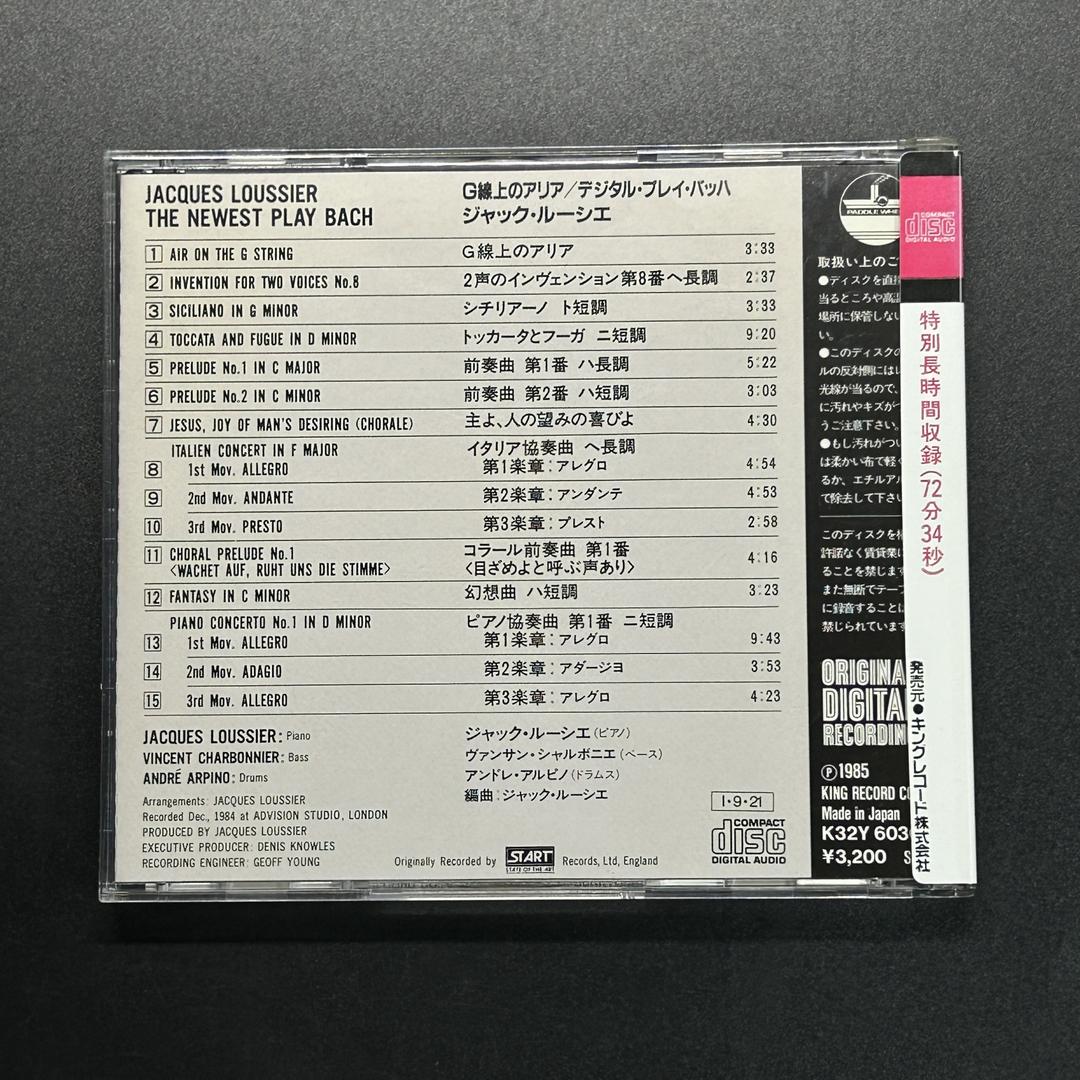 JACQUES LOUSSIER G線上のアリア/デジタル・プレイ・バッハ
THE NEWEST PLAY BACH ジャック・ルーシエ
1 AIR ON THE G STRING G線上のアリア 3:33
2 INVENTION FOR TWO VOICES No.8 2声のインヴェンション 第8番 ヘ長調 2:37
3 SICILIANO IN G MINOR シチリアーノ ト短調 3:33
4 TOCCATA AND FUGUE IN D MINOR トッカータとフーガ ニ短調 9:20
5 PRELUDE No.1 IN C MAJOR 前奏曲 第1番 ハ長調 5:22
6 PRELUDE No.2 IN C MINOR 前奏曲 第2番 ハ短調 3:03
7 JESUS, JOY OF MAN'S DESIRING (CHORALE) 主よ、人の望みの喜びよ 4:30
ITALIEN CONCERT IN F MAJOR イタリア協奏曲 ヘ長調
8 1st Mov. ALLEGRO 第1楽章:アレグロ 4:54
9 2nd Mov. ANDANTE 第2楽章:アンダンテ 4:53
10 3rd Mov. PRESTO 第3楽章:プレスト 2:58
11 CHORAL PRELUDE No.1 コラール前奏曲 第1番 4:16
<WACHET AUF, RUHT UNS DIE STIMME> <目ざめよと呼ぶ声あり>
12 FANTASY IN C MINOR 幻想曲 ハ短調 3:23
PIANO CONCERTO No.1 IN D MINOR ピアノ協奏曲 第1番 ニ短調
13 1st Mov. ALLEGRO 第1楽章:アレグロ 9:43
14 2nd Mov. ADAGIO 第2楽章:アダージョ 3:53
15 3rd Mov. ALLEGRO 第3楽章:アレグロ 4:23
JACQUES LOUSSIER: Piano ジャック・ルーシエ(ピアノ)
VINCENT CHARBONNIER: Bass ヴァンサン・シャルボニエ(ベース)
ANDRÉ ARPINO: Drums アンドレ・アルピノ(ドラムス)
Arrangements: JACQUES LOUSSIER 編曲:ジャック・ルーシエ
Recorded Dec., 1984 at ADVISION STUDIO, LONDON
PRODUCED BY JACQUES LOUSSIER
EXECUTIVE PRODUCER: DENIS KNOWLES
RECORDING ENGINEER: GEOFF YOUNG
Originally Recorded by START STATE OF THE ART Records, Ltd, England
I・9・21
COMPACT
disc
DIGITAL AUDIO
PADDLE WHE
取扱い上のご
●ディスクを直接
当るところや高温
場所に保管しない
い。
●このディスクの
ルの反対側には
光線が当るので、
に汚れやキズがつ
うご注意下さい。
●もし汚れがつい
は柔かい布で軽く
るか、エチルアル
で除去して下さい
このディスクを
許諾なく賃貸業に
ることを禁じます
また無断でテープ
に録音することは
禁じられています
ORIGINA
DIGITA
RECORDIN
Ⓟ1985
KING RECORD CO
Made in Japan
K32Y 603
¥3,200 S
COMPACT
disc
DIGITAL AUDIO
特別長時間収録(72分34秒)
発売元●キングレコード株式会社